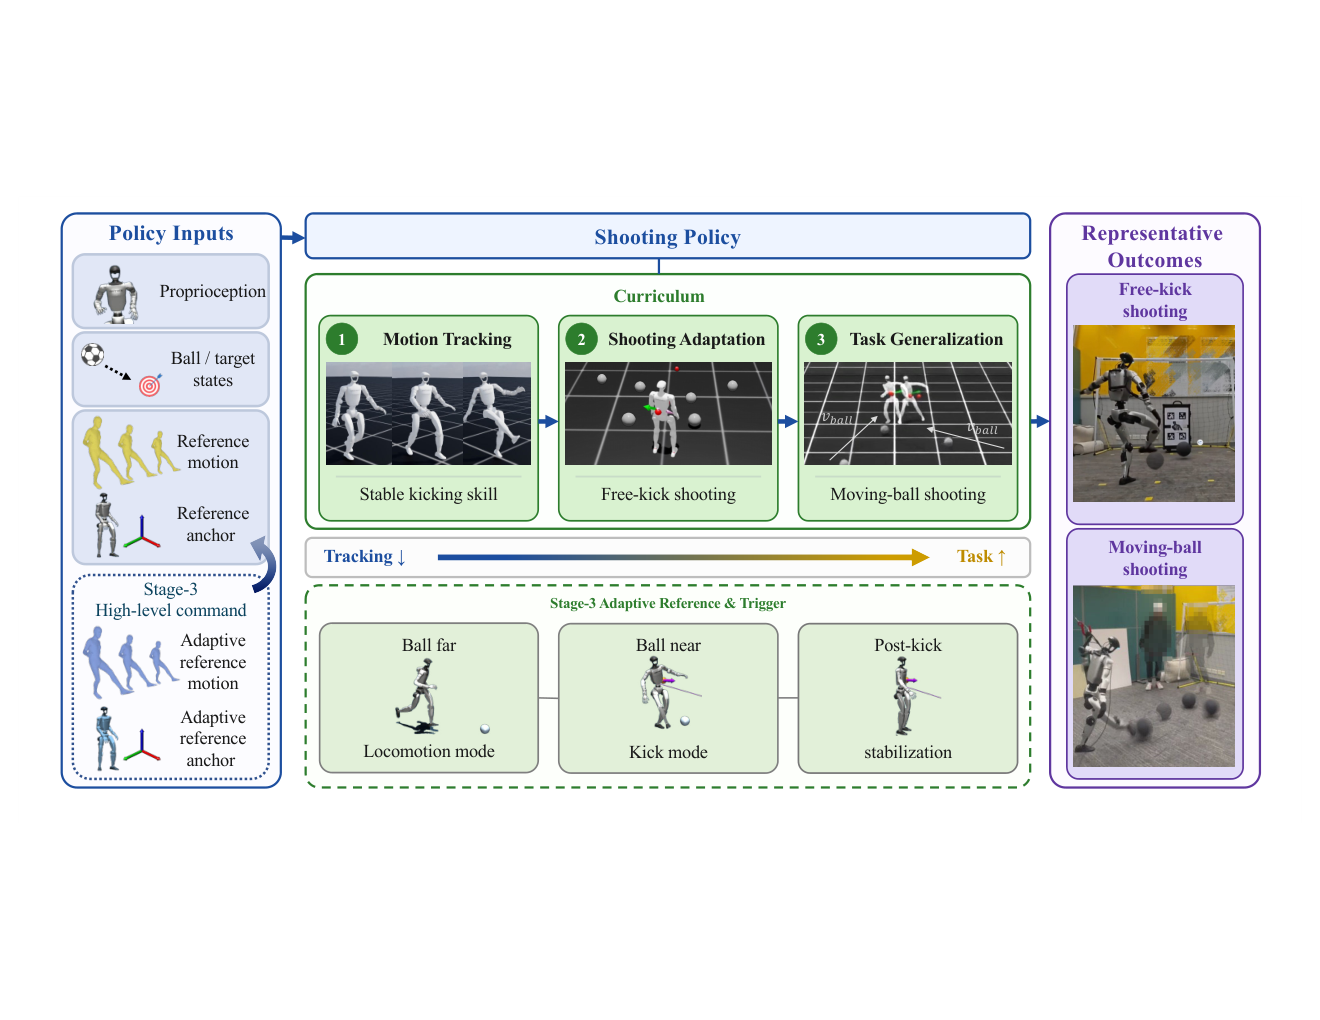 Policy Inputs
Proprioception
Ball / target
states
Reference
motion
Reference
anchor
Stage-3
High-level command
Adaptive
reference
motion
Adaptive
reference
anchor
Shooting Policy
Curriculum
1 Motion Tracking
Stable kicking skill
2 Shooting Adaptation
Free-kick shooting
3 Task Generalization
v_ball
v_ball
Moving-ball shooting
Tracking ↓
Task ↑
Stage-3 Adaptive Reference & Trigger
Ball far
Locomotion mode
Ball near
Kick mode
Post-kick
stabilization
Representative
Outcomes
Free-kick
shooting
Moving-ball
shooting